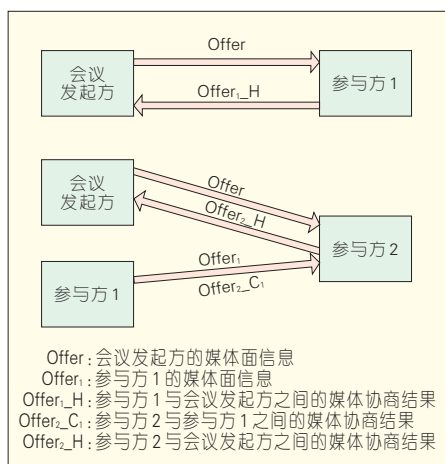 Offer
会议
发起方
参与方1
Offer₁_H
会议
发起方
Offer
Offer₂_H
参与方2
Offer₁
参与方1
Offer₂_C₁
Offer：会议发起方的媒体面信息
Offer₁：参与方1的媒体面信息
Offer₁_H：参与方1与会议发起方之间的媒体协商结果
Offer₂_C₁：参与方2与参与方1之间的媒体协商结果
Offer₂_H：参与方2与会议发起方之间的媒体协商结果